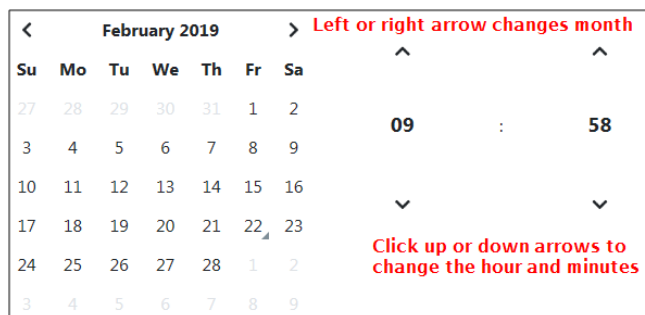 February 2019
Left or right arrow changes month
Su Mo Tu We Th Fr Sa
27 28 29 30 31 1 2
09 : 58
3 4 5 6 7 8 9
10 11 12 13 14 15 16
17 18 19 20 21 22 23
Click up or down arrows to
change the hour and minutes
24 25 26 27 28 1 2
3 4 5 6 7 8 9